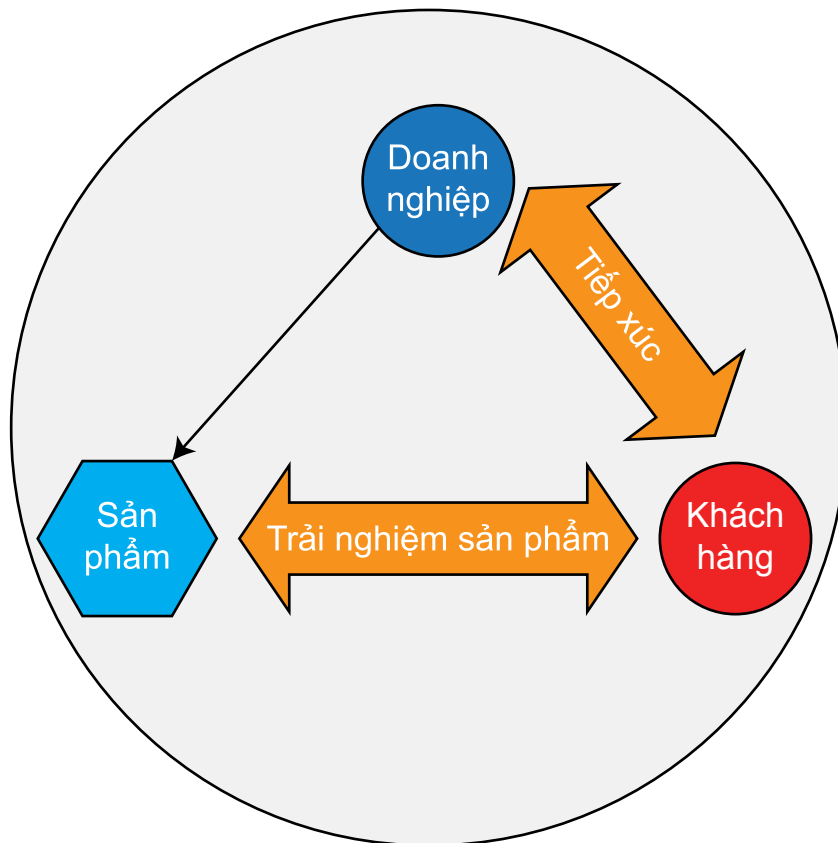 Doanh
nghiệp
Tiếp xúc
Sản
phẩm
Trải nghiệm sản phẩm
Khách
hàng